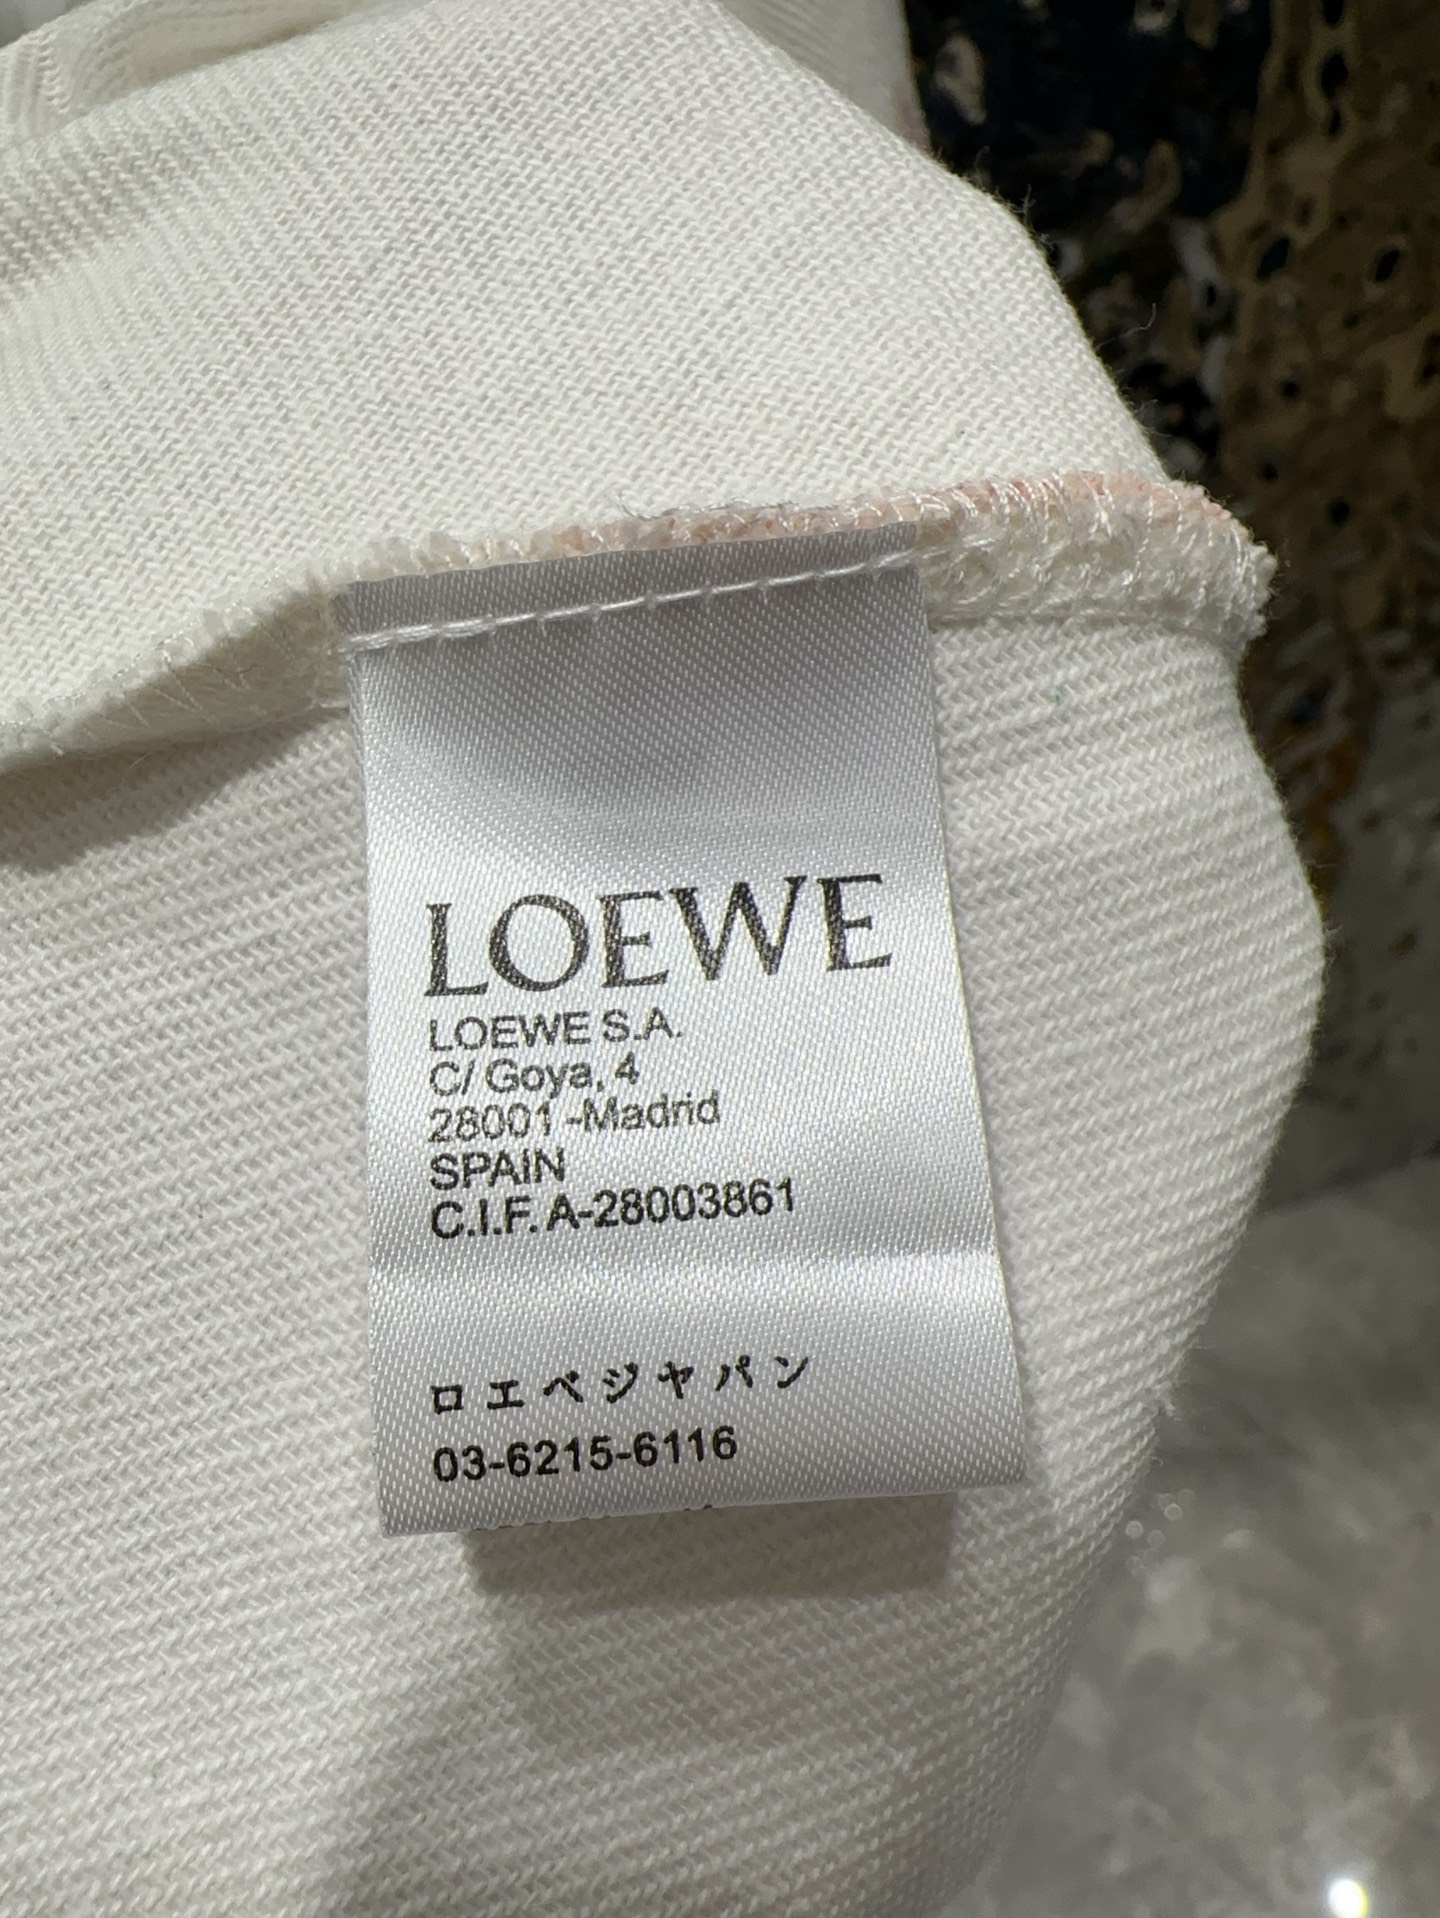 LOEWE
LOEWE S.A.
C/ Goya, 4
28001 -Madrid
SPAIN
C.I.F. A-28003861
ロエベジャパン
03-6215-6116